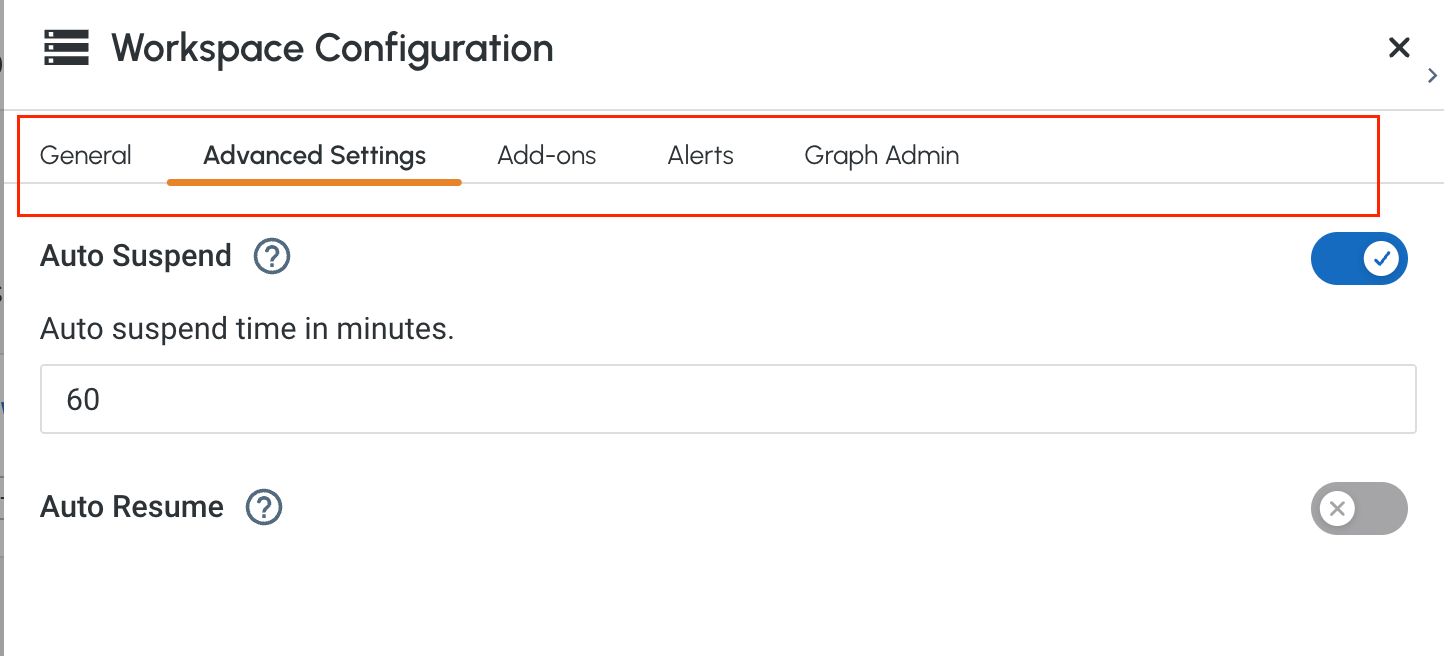 Workspace Configuration
General Advanced Settings Add-ons Alerts Graph Admin
Auto Suspend ?
Auto suspend time in minutes.
60
Auto Resume ?